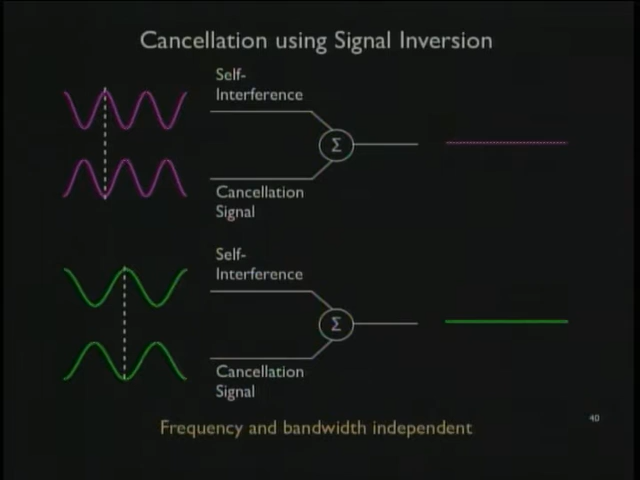 Cancellation using Signal Inversion
Self-
Interference
Σ
Cancellation
Signal
Self-
Interference
Σ
Cancellation
Signal
Frequency and bandwidth independent
40